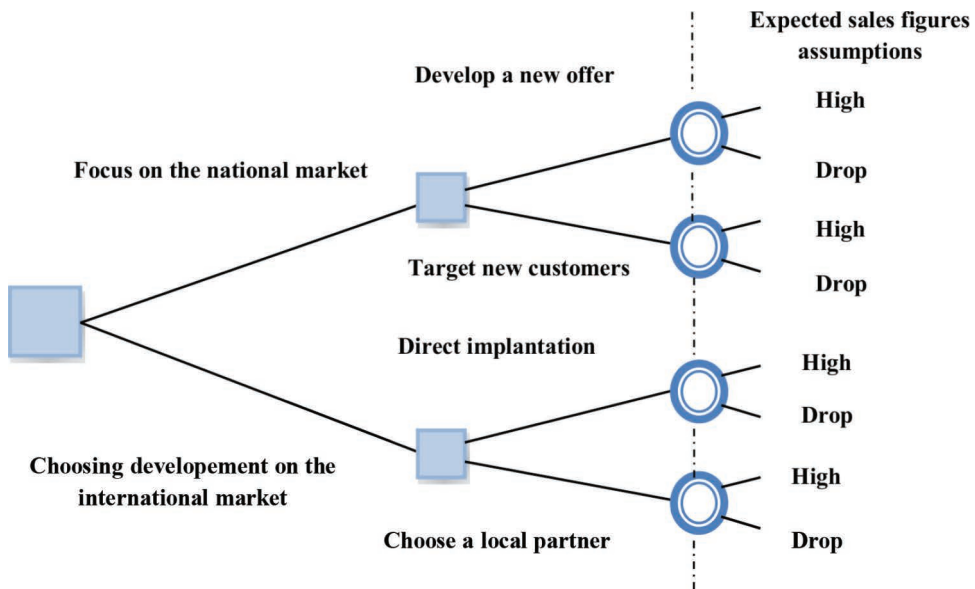 Expected sales figures
assumptions
Develop a new offer
High
Focus on the national market
Drop
High
Target new customers
Drop
Direct implantation
High
Drop
Choosing developement on the
international market
High
Choose a local partner
Drop